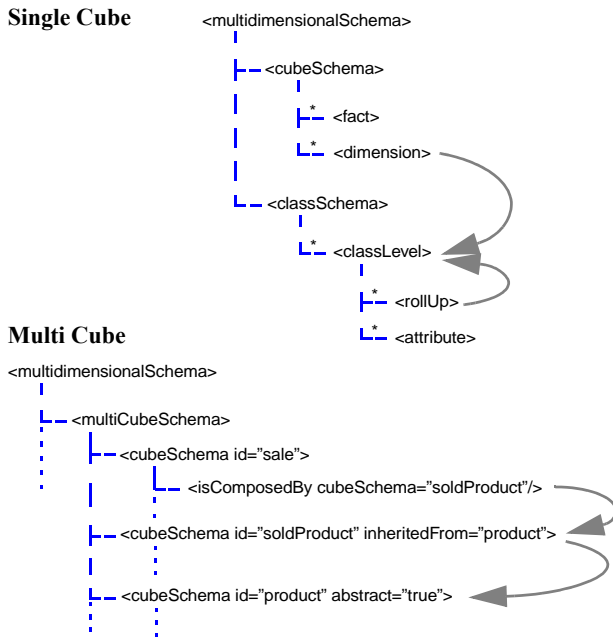 Single Cube
<multidimensionalSchema>
<cubeSchema>
* <fact>
* <dimension>
<classSchema>
* <classLevel>
* <rollUp>
* <attribute>
Multi Cube
<multidimensionalSchema>
<multiCubeSchema>
<cubeSchema id=”sale”>
<isComposedBy cubeSchema=”soldProduct”/>
<cubeSchema id=”soldProduct” inheritedFrom=”product”>
<cubeSchema id=”product” abstract=”true”>